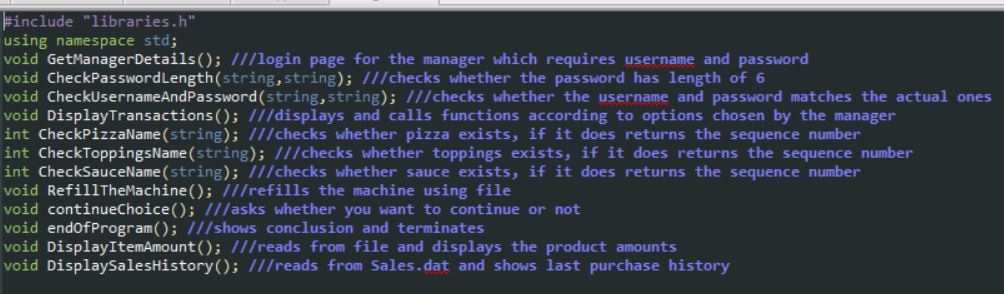 #include "libraries.h"
using namespace std;
void GetManagerDetails(); ///login page for the manager which requires username and password
void CheckPasswordLength(string,string); ///checks whether the password has length of 6
void CheckUsernameAndPassword(string,string); ///checks whether the username and password matches the actual ones
void DisplayTransactions(); ///displays and calls functions according to options chosen by the manager
int CheckPizzaName(string); ///checks whether pizza exists, if it does returns the sequence number
int CheckToppingsName(string); ///checks whether toppings exists, if it does returns the sequence number
int CheckSauceName(string); ///checks whether sauce exists, if it does returns the sequence number
void RefillTheMachine(); ///refills the machine using file
void continueChoice(); ///asks whether you want to continue or not
void endOfProgram(); ///shows conclusion and terminates
void DisplayItemAmount(); ///reads from file and displays the product amounts
void DisplaySalesHistory(); ///reads from Sales.dat and shows last purchase history